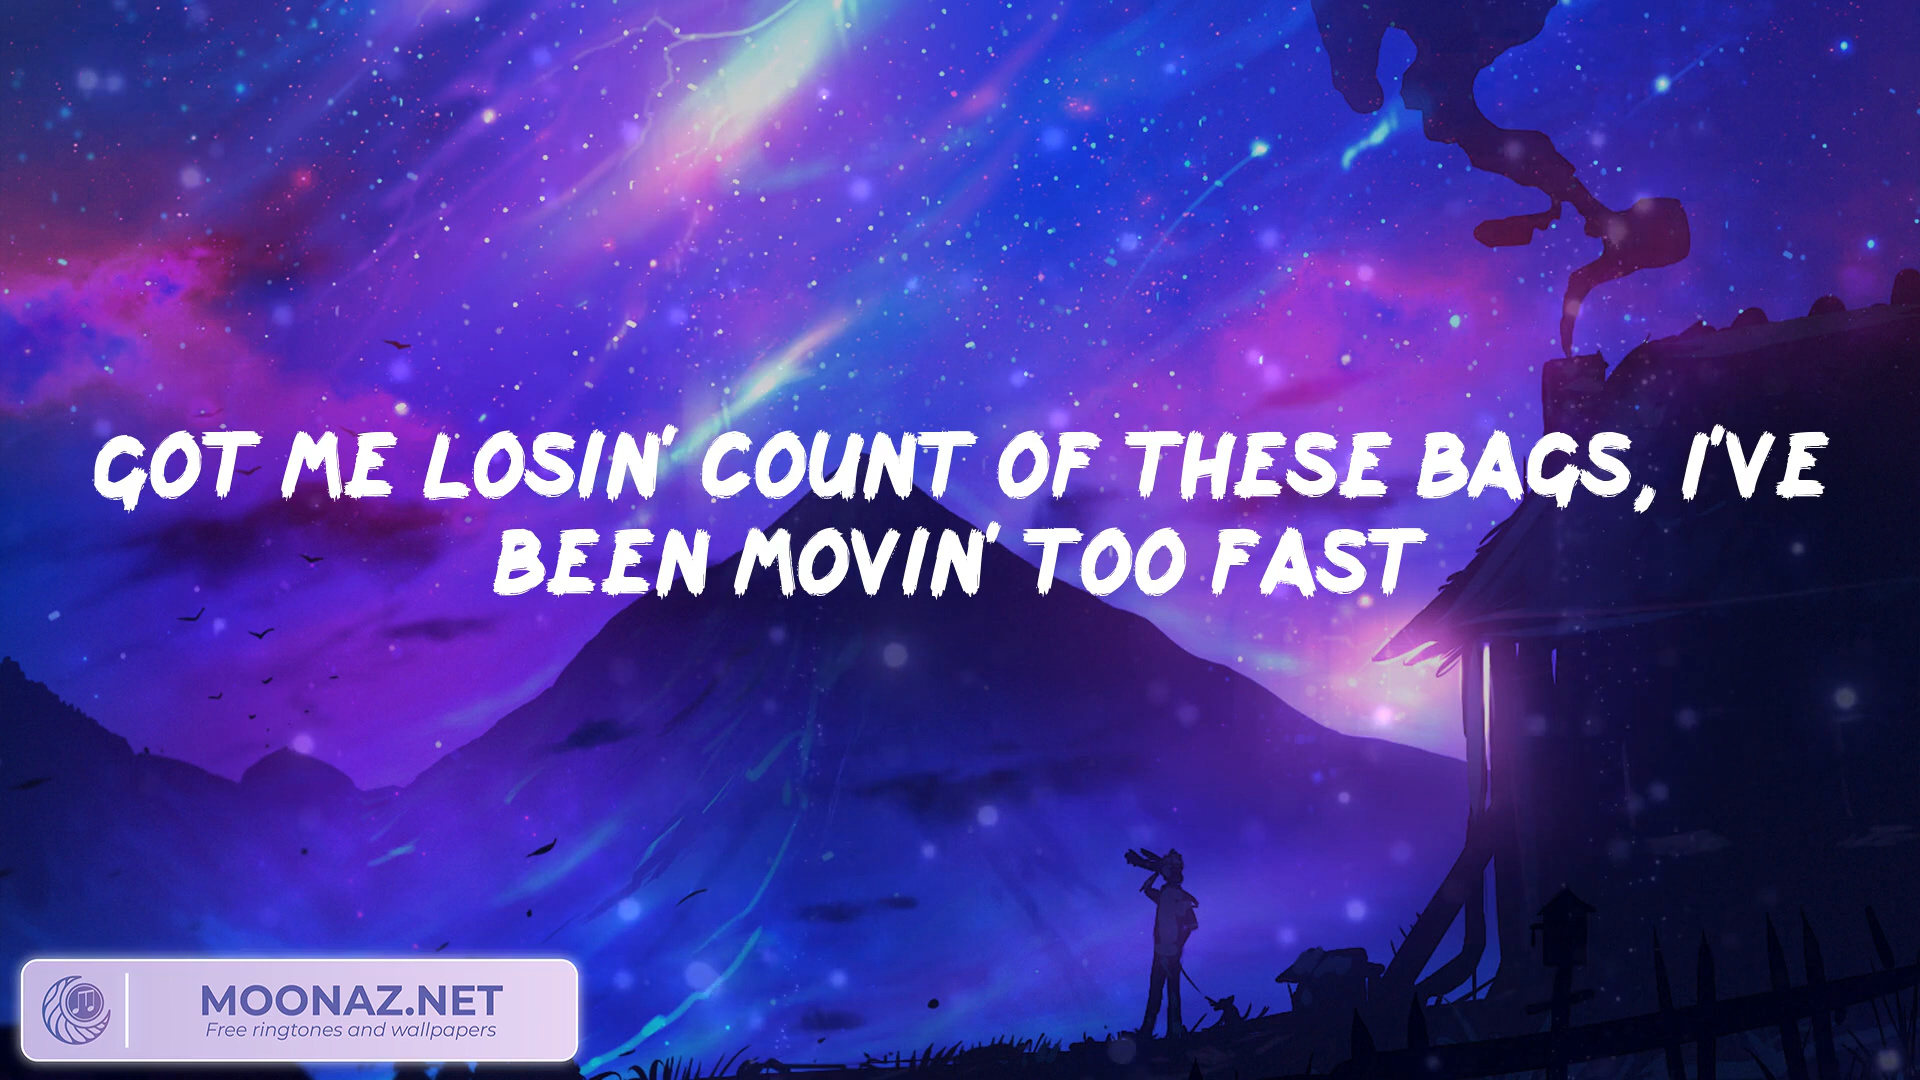 GOT ME LOSIN' COUNT OF THESE BAGS, I'VE
BEEN MOVIN' TOO FAST
MOONAZ.NET
Free ringtones and wallpapers